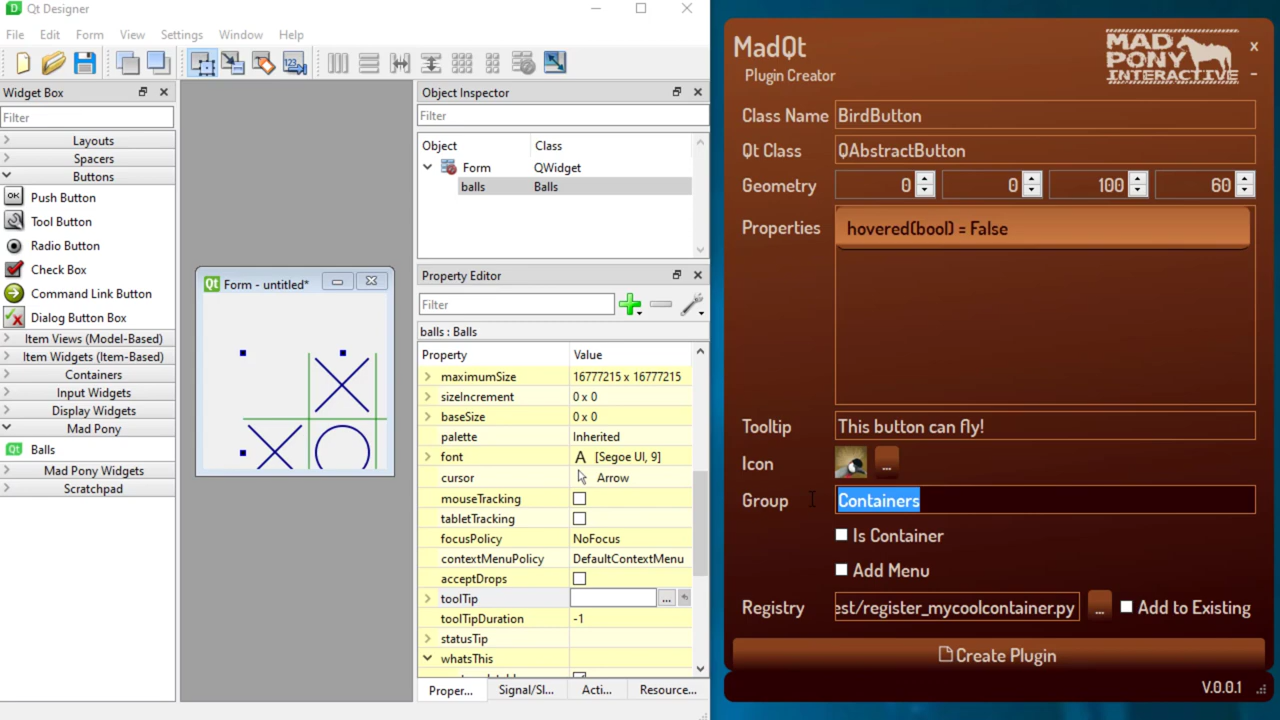 Qt Designer
File Edit Form View Settings Window Help
Widget Box
Filter
Layouts
Spacers
Buttons
OK Push Button
Tool Button
Radio Button
Check Box
Command Link Button
Dialog Button Box
Item Views (Model-Based)
Item Widgets (Item-Based)
Containers
Input Widgets
Display Widgets
Mad Pony
Qt Balls
Mad Pony Widgets
Scratchpad
Qt Form - untitled*
Object Inspector
Filter
Object Class
Form QWidget
balls Balls
Property Editor
Filter
balls : Balls
Property Value
maximumSize 16777215 x 16777215
sizeIncrement 0 x 0
baseSize 0 x 0
palette Inherited
font A [Segoe UI, 9]
cursor Arrow
mouseTracking
tabletTracking
focusPolicy NoFocus
contextMenuPolicy DefaultContextMenu
acceptDrops
toolTip ...
toolTipDuration -1
statusTip
whatsThis
Proper... Signal/Sl... Acti... Resource...
MadQt
Plugin Creator
MAD
PONY
INTERACTIVE
x
-
Class Name BirdButton
Qt Class QAbstractButton
Geometry 0 0 100 60
Properties hovered(bool) = False
Tooltip This button can fly!
Icon ...
Group Containers
Is Container
Add Menu
Registry est/register_mycoolcontainer.py ... Add to Existing
Create Plugin
V.0.0.1